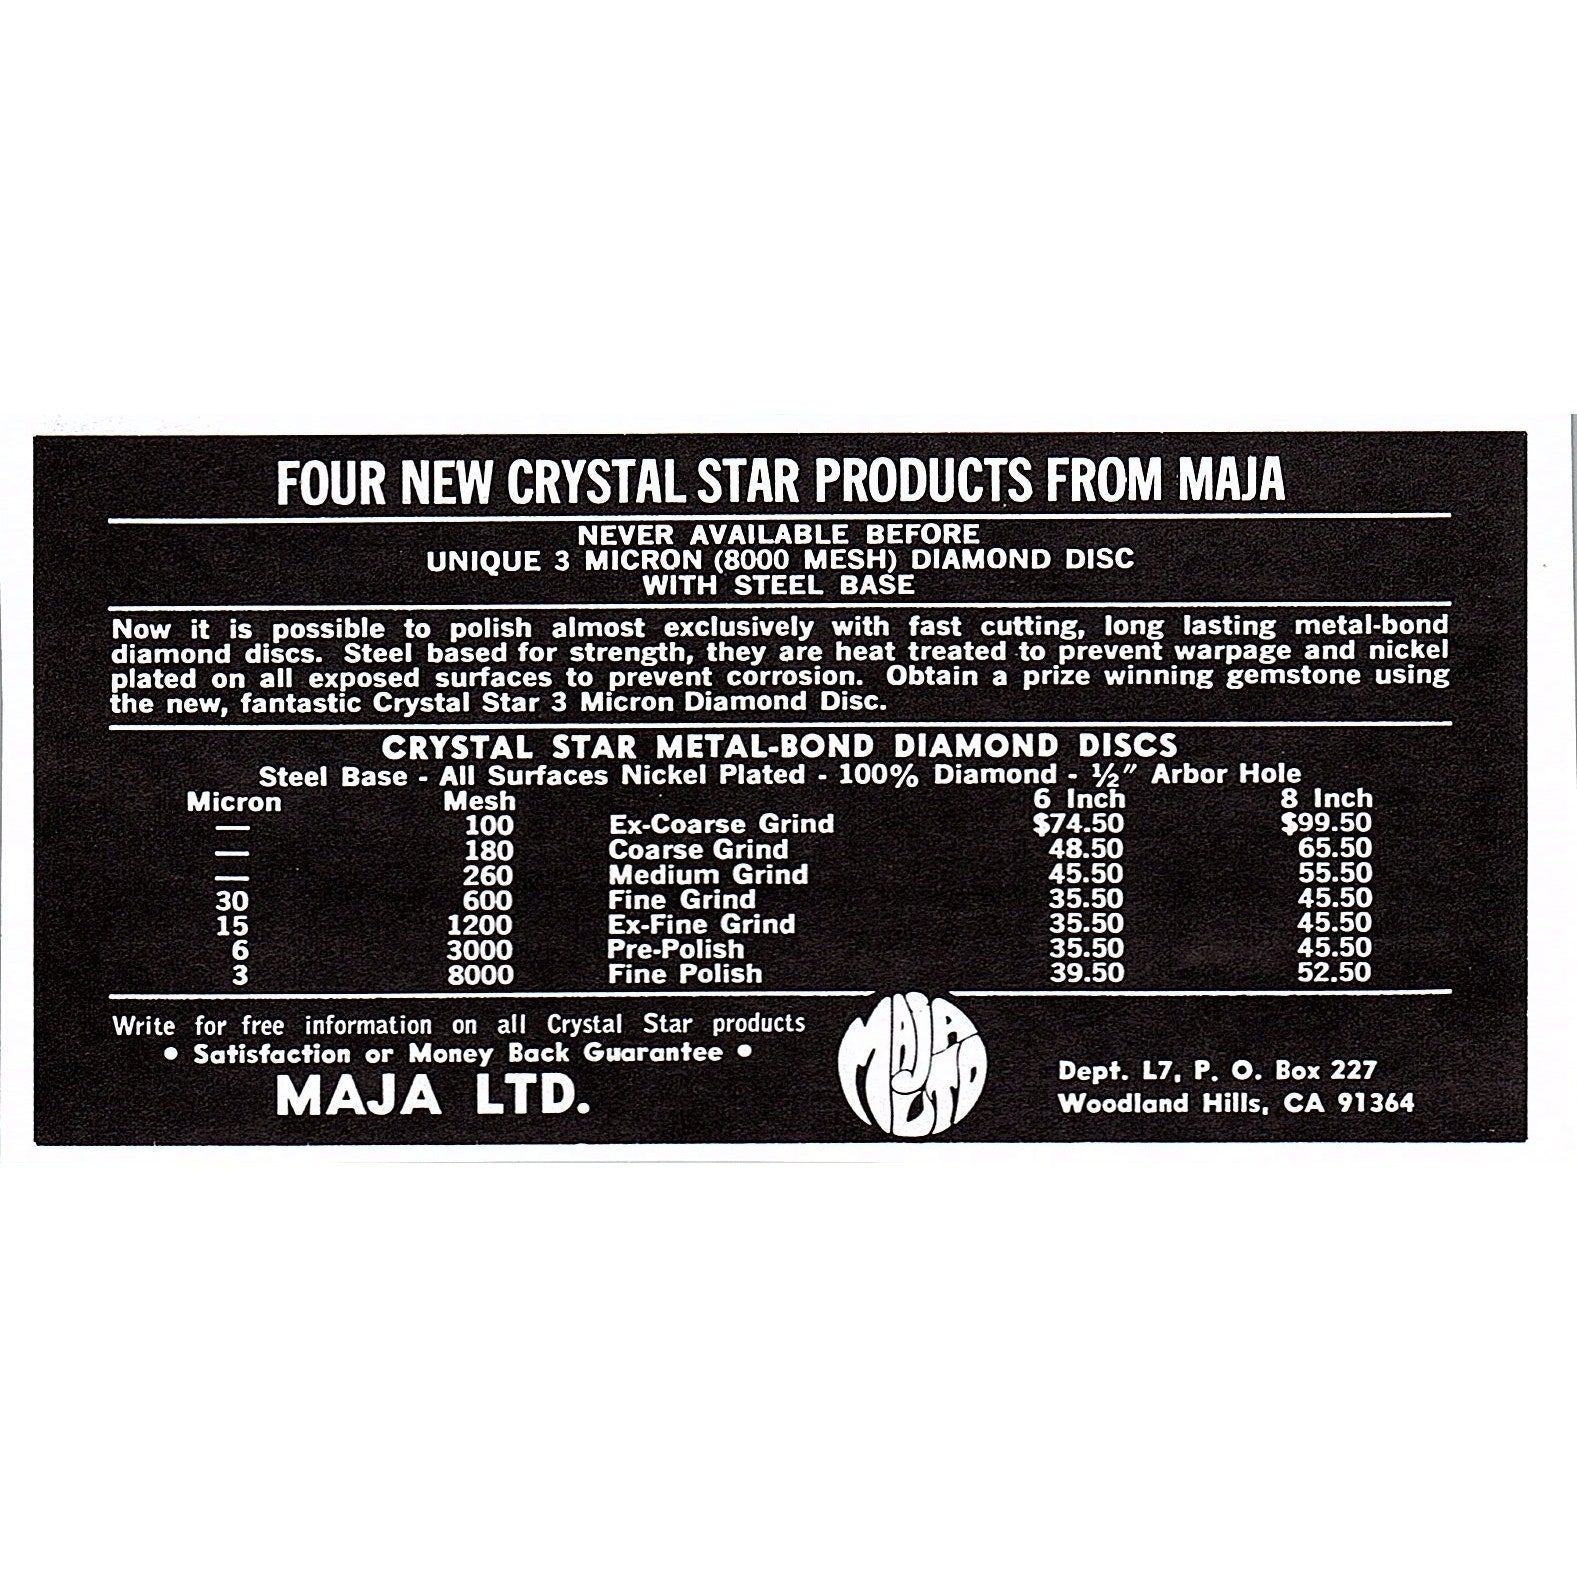 FOUR NEW CRYSTAL STAR PRODUCTS FROM MAJA
NEVER AVAILABLE BEFORE
UNIQUE 3 MICRON (8000 MESH) DIAMOND DISC
WITH STEEL BASE
Now it is possible to polish almost exclusively with fast cutting, long lasting metal-bond
diamond discs. Steel based for strength, they are heat treated to prevent warpage and nickel
plated on all exposed surfaces to prevent corrosion. Obtain a prize winning gemstone using
the new, fantastic Crystal Star 3 Micron Diamond Disc.
CRYSTAL STAR METAL-BOND DIAMOND DISCS
Steel Base - All Surfaces Nickel Plated - 100% Diamond - ½" Arbor Hole
Micron Mesh 6 Inch 8 Inch
— 100 Ex-Coarse Grind $74.50 $99.50
— 180 Coarse Grind 48.50 65.50
— 260 Medium Grind 45.50 55.50
30 600 Fine Grind 35.50 45.50
15 1200 Ex-Fine Grind 35.50 45.50
6 3000 Pre-Polish 35.50 45.50
3 8000 Fine Polish 39.50 52.50
Write for free information on all Crystal Star products
• Satisfaction or Money Back Guarantee •
MAJA LTD.
MAJA LTD
Dept. L7, P. O. Box 227
Woodland Hills, CA 91364